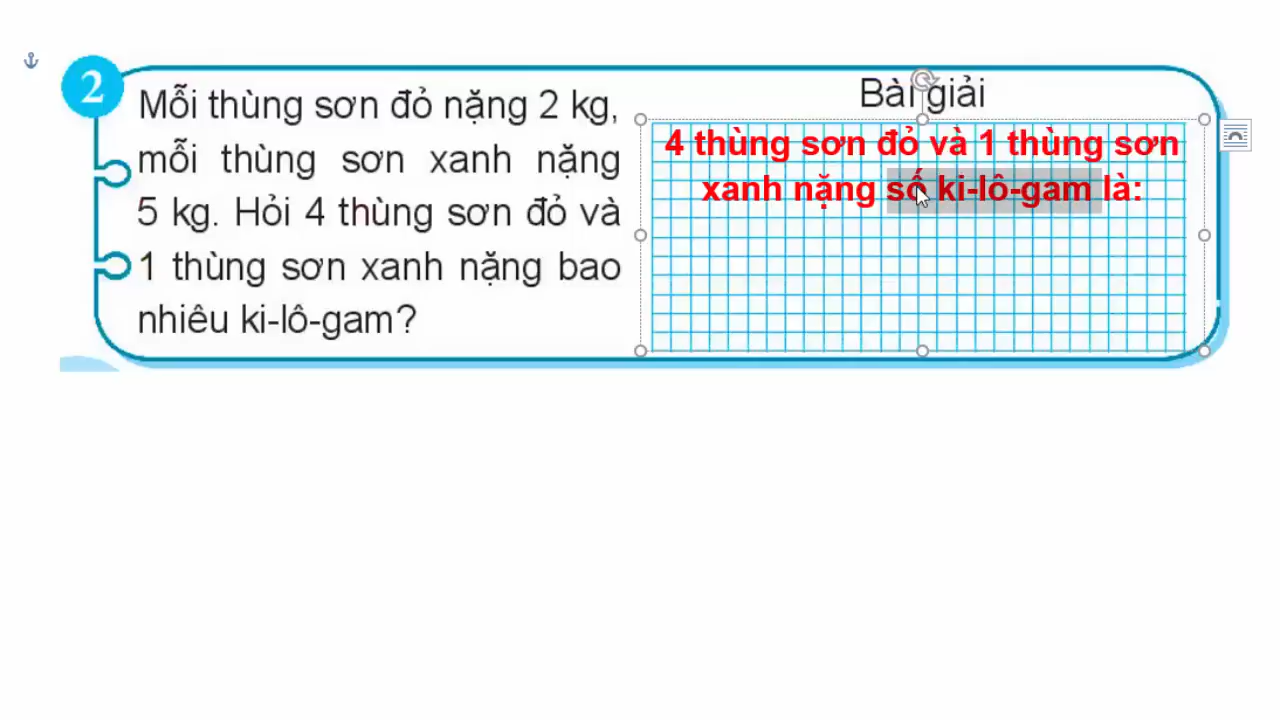 2
Mỗi thùng sơn đỏ nặng 2 kg,
mỗi thùng sơn xanh nặng
5 kg. Hỏi 4 thùng sơn đỏ và
1 thùng sơn xanh nặng bao
nhiêu ki-lô-gam?
Bài giải
4 thùng sơn đỏ và 1 thùng sơn
xanh nặng số ki-lô-gam là: